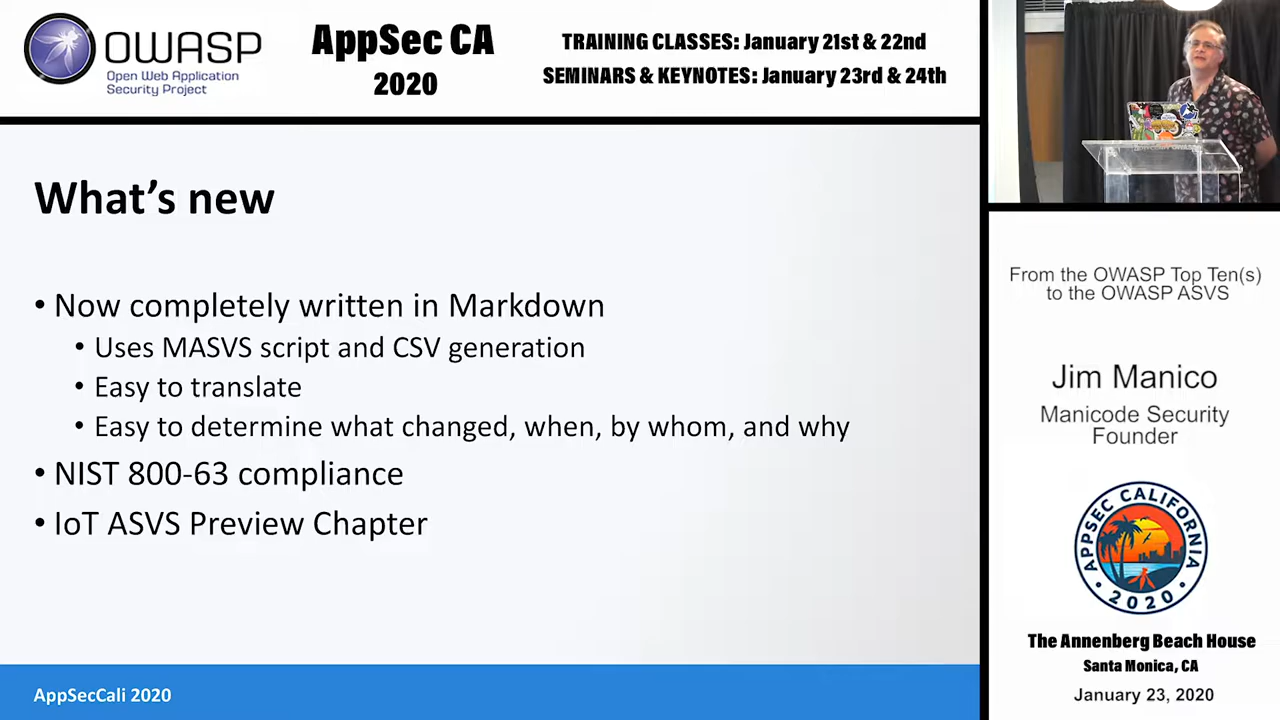 OWASP
Open Web Application
Security Project
AppSec CA
2020
TRAINING CLASSES: January 21st & 22nd
SEMINARS & KEYNOTES: January 23rd & 24th
What's new
• Now completely written in Markdown
• Uses MASVS script and CSV generation
• Easy to translate
• Easy to determine what changed, when, by whom, and why
• NIST 800-63 compliance
• IoT ASVS Preview Chapter
AppSecCali 2020
From the OWASP Top Ten(s)
to the OWASP ASVS
Jim Manico
Manicode Security
Founder
APPSEC CALIFORNIA
• 2020 •
The Annenberg Beach House
Santa Monica, CA
January 23, 2020